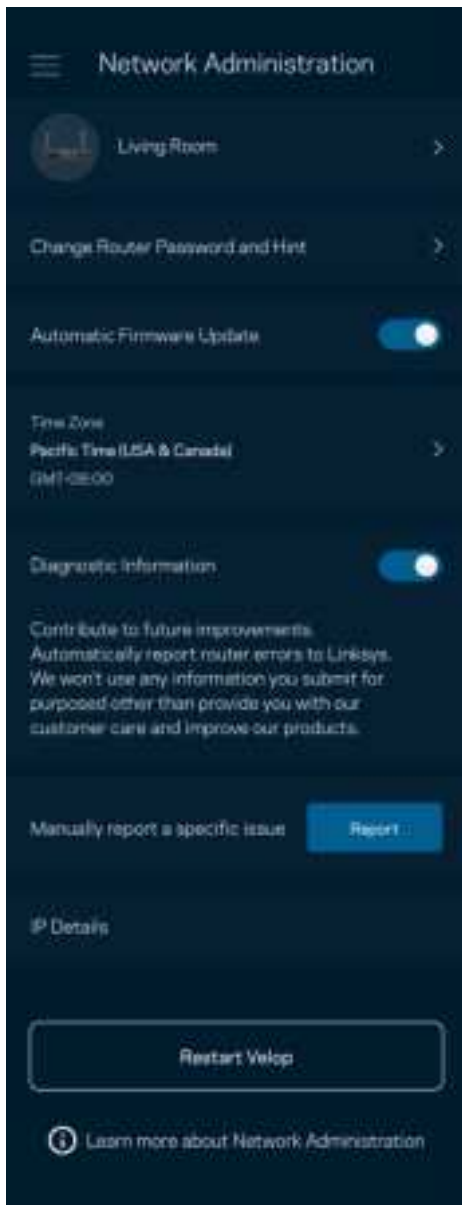 Network Administration
Living Room
Change Router Password and Hint
Automatic Firmware Update
Time Zone
Pacific Time (USA & Canada)
GMT-08:00
Diagnostic Information
Contribute to future improvements.
Automatically report router errors to Linksys.
We won't use any information you submit for
purposed other than provide you with our
customer care and improve our products.
Manually report a specific issue
Report
IP Details
Restart Velop
Learn more about Network Administration